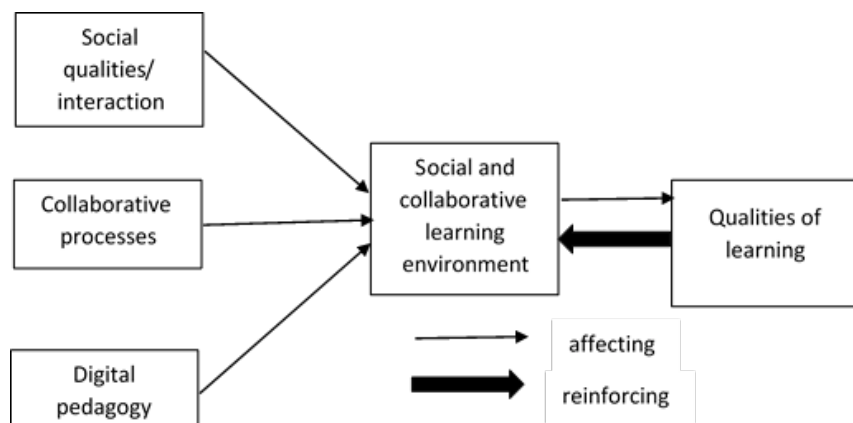 Social
qualities/
interaction
Collaborative
processes
Digital
pedagogy
Social and
collaborative
learning
environment
Qualities of
learning
affecting
reinforcing